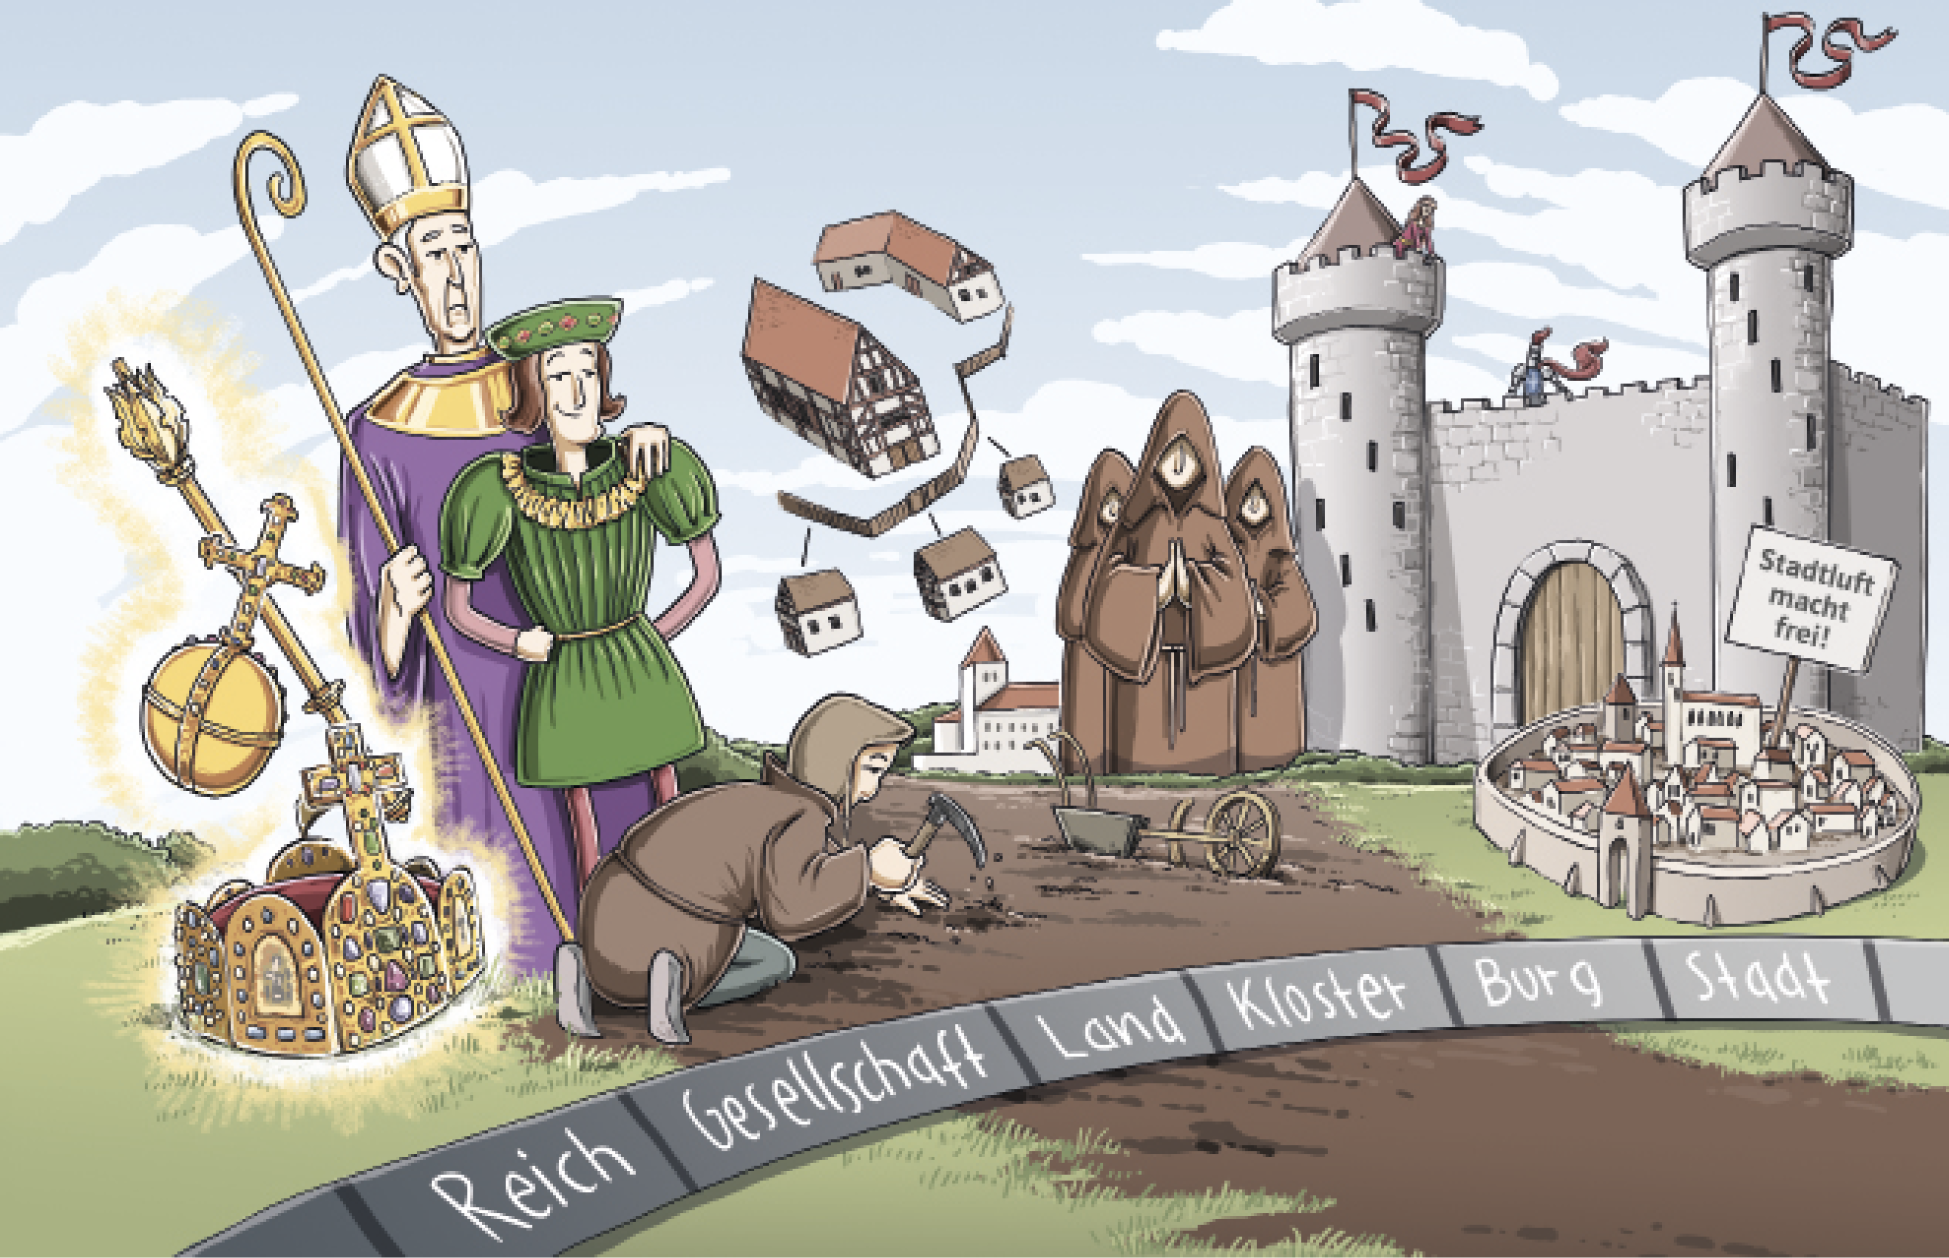 Stadtluft
macht
frei!
Reich
Gesellschaft
Land
Kloster
Burg
Stadt